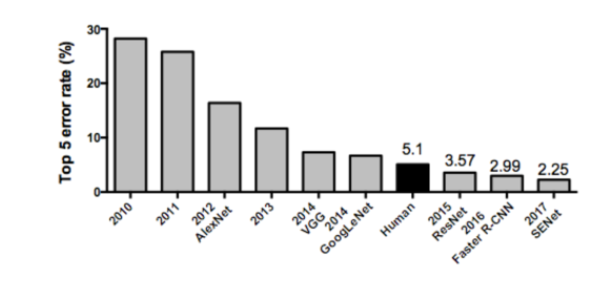 Top 5 error rate (%)
30
20
10
0
5.1
3.57
2.99
2.25
2010
2011
2012
AlexNet
2013
2014
VGG
2014
GoogLeNet
Human
2015
ResNet
2016
Faster R-CNN
2017
SENet